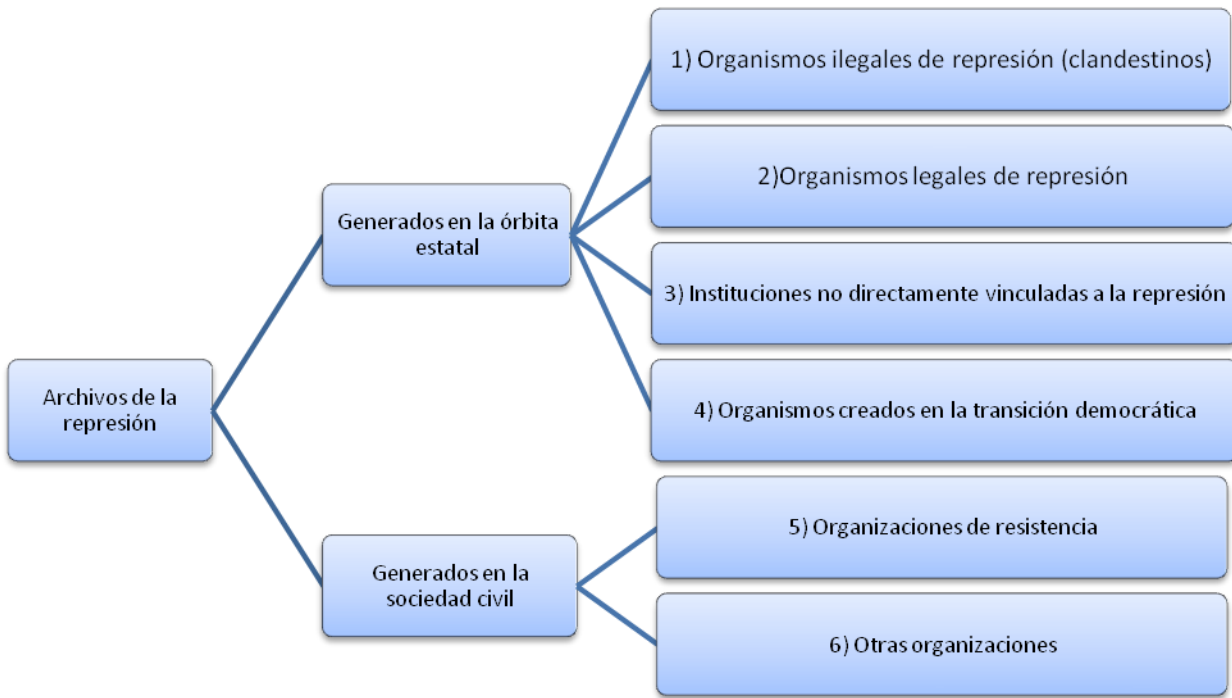 Archivos de la
represión
Generados en la órbita
estatal
1) Organismos ilegales de represión (clandestinos)
2)Organismos legales de represión
3) Instituciones no directamente vinculadas a la represión
4) Organismos creados en la transición democrática
Generados en la
sociedad civil
5) Organizaciones de resistencia
6) Otras organizaciones